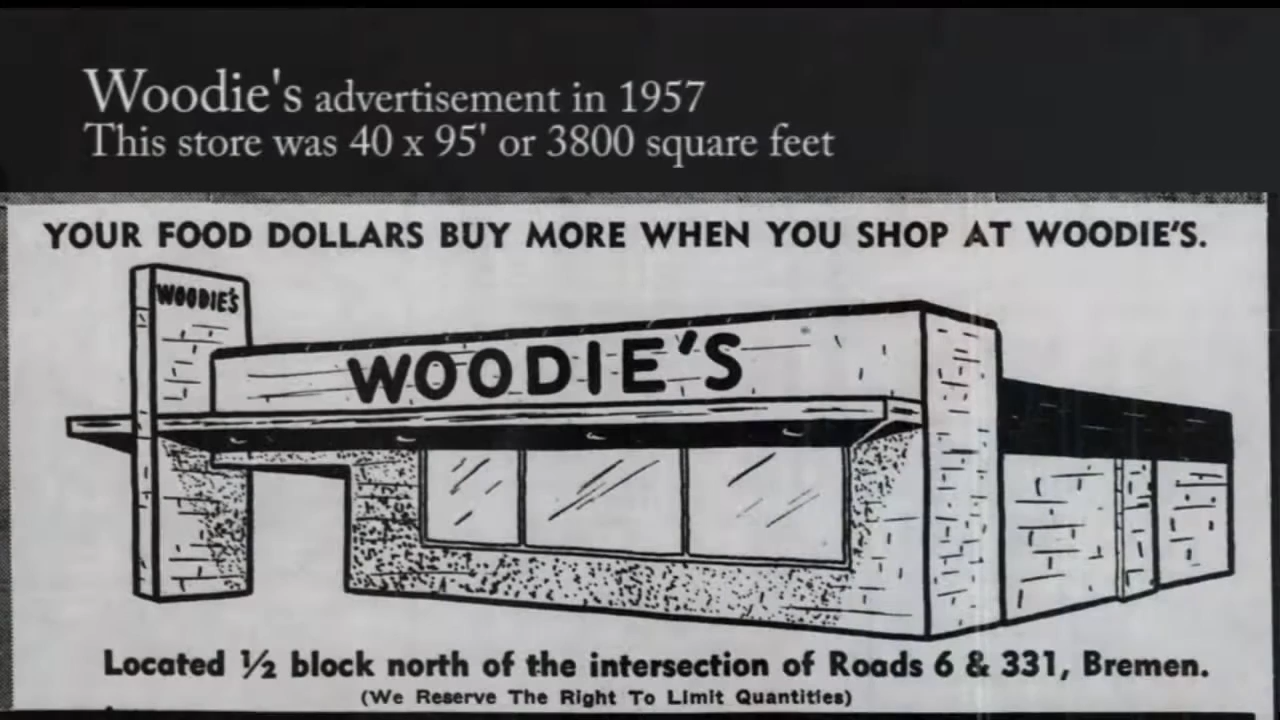 Woodie's advertisement in 1957
This store was 40 x 95' or 3800 square feet
YOUR FOOD DOLLARS BUY MORE WHEN YOU SHOP AT WOODIE'S.
WOODIE'S
WOODIE'S
Located ½ block north of the intersection of Roads 6 & 331, Bremen.
(We Reserve The Right To Limit Quantities)